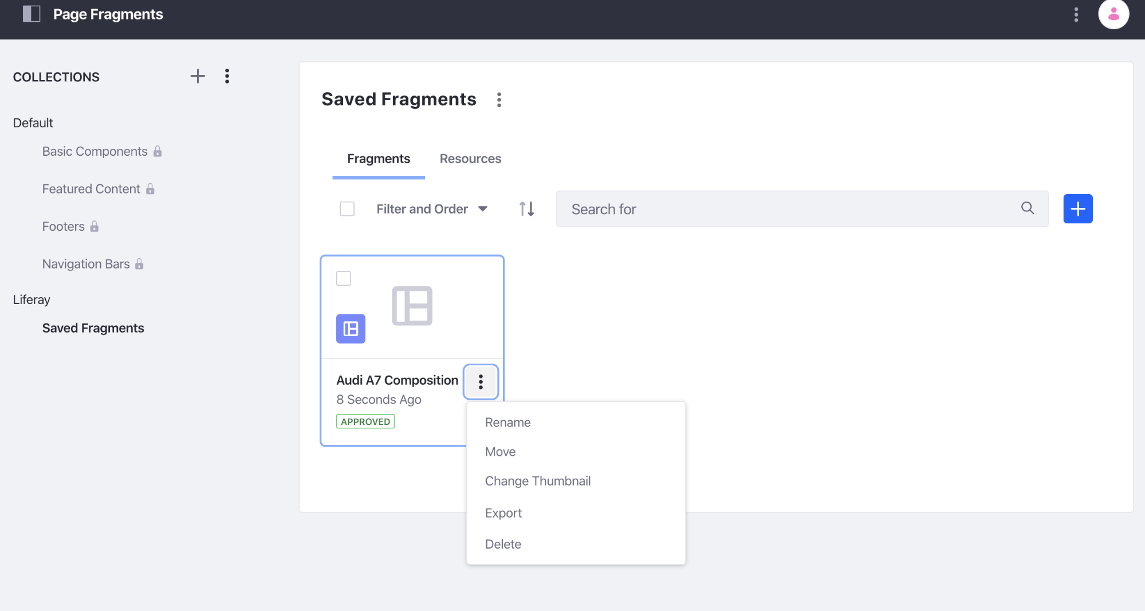 Page Fragments
COLLECTIONS
Default
Basic Components
Featured Content
Footers
Navigation Bars
Liferay
Saved Fragments
Saved Fragments
Fragments Resources
Filter and Order Search for
Audi A7 Composition
8 Seconds Ago
APPROVED
Rename
Move
Change Thumbnail
Export
Delete